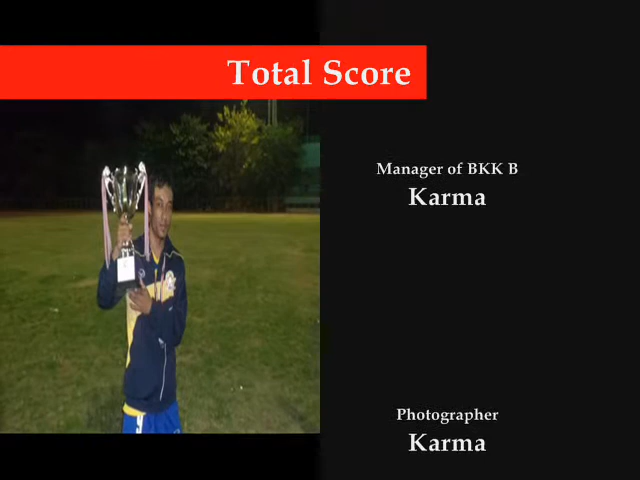 Total Score
Manager of BKK B
Karma
Photographer
Karma